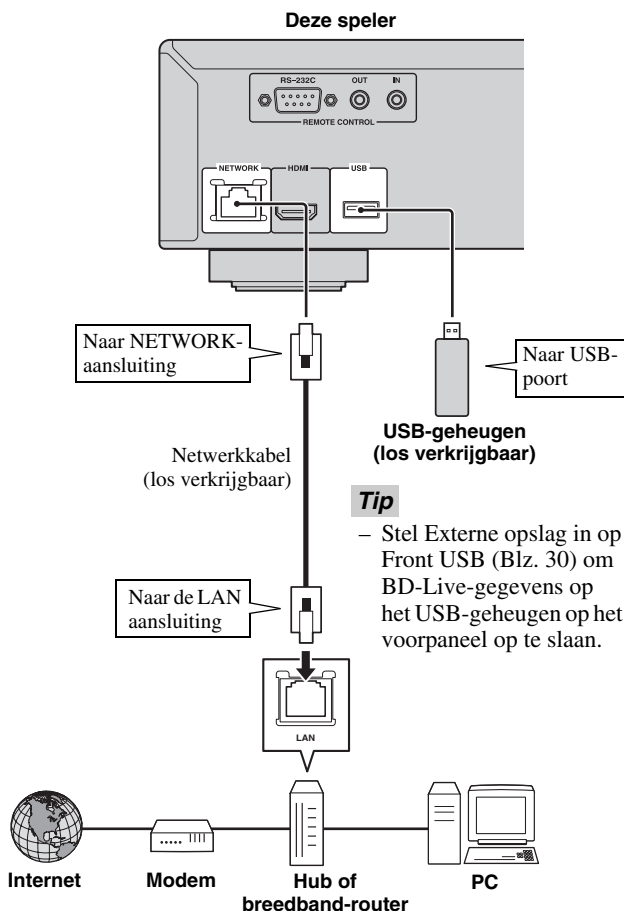 Deze speler
RS–232C
OUT
IN
REMOTE CONTROL
NETWORK
HDMI
USB
Naar NETWORK-
aansluiting
Naar USB-
poort
USB-geheugen
(los verkrijgbaar)
Netwerkkabel
(los verkrijgbaar)
Tip
– Stel Externe opslag in op
Front USB (Blz. 30) om
BD-Live-gegevens op
het USB-geheugen op het
voorpaneel op te slaan.
Naar de LAN
aansluiting
LAN
Internet
Modem
Hub of
breedband-router
PC